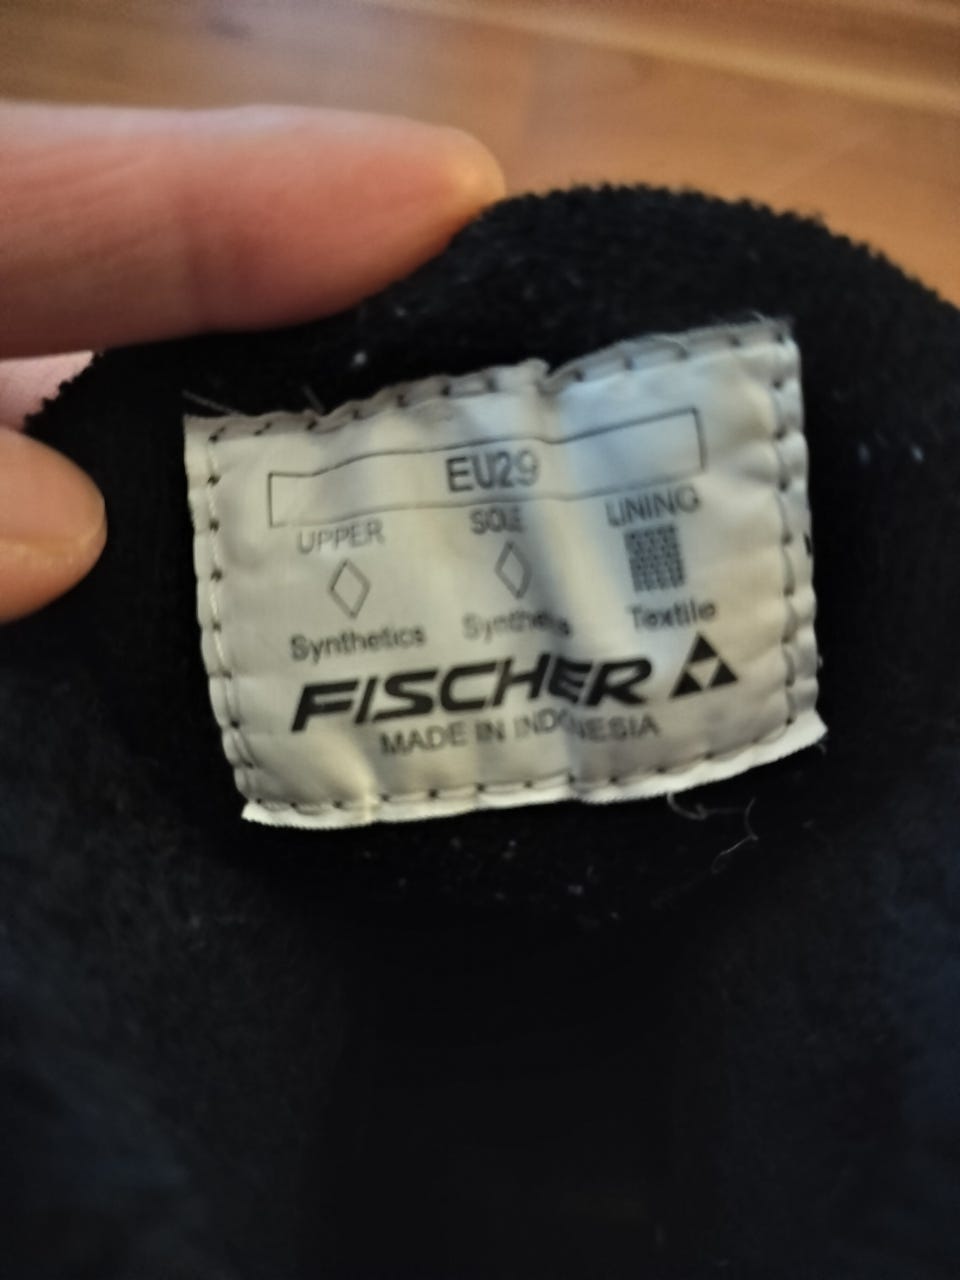 EU29
UPPER SOLE LINING
Synthetics Synthetics Textile
FISCHER
MADE IN INDONESIA